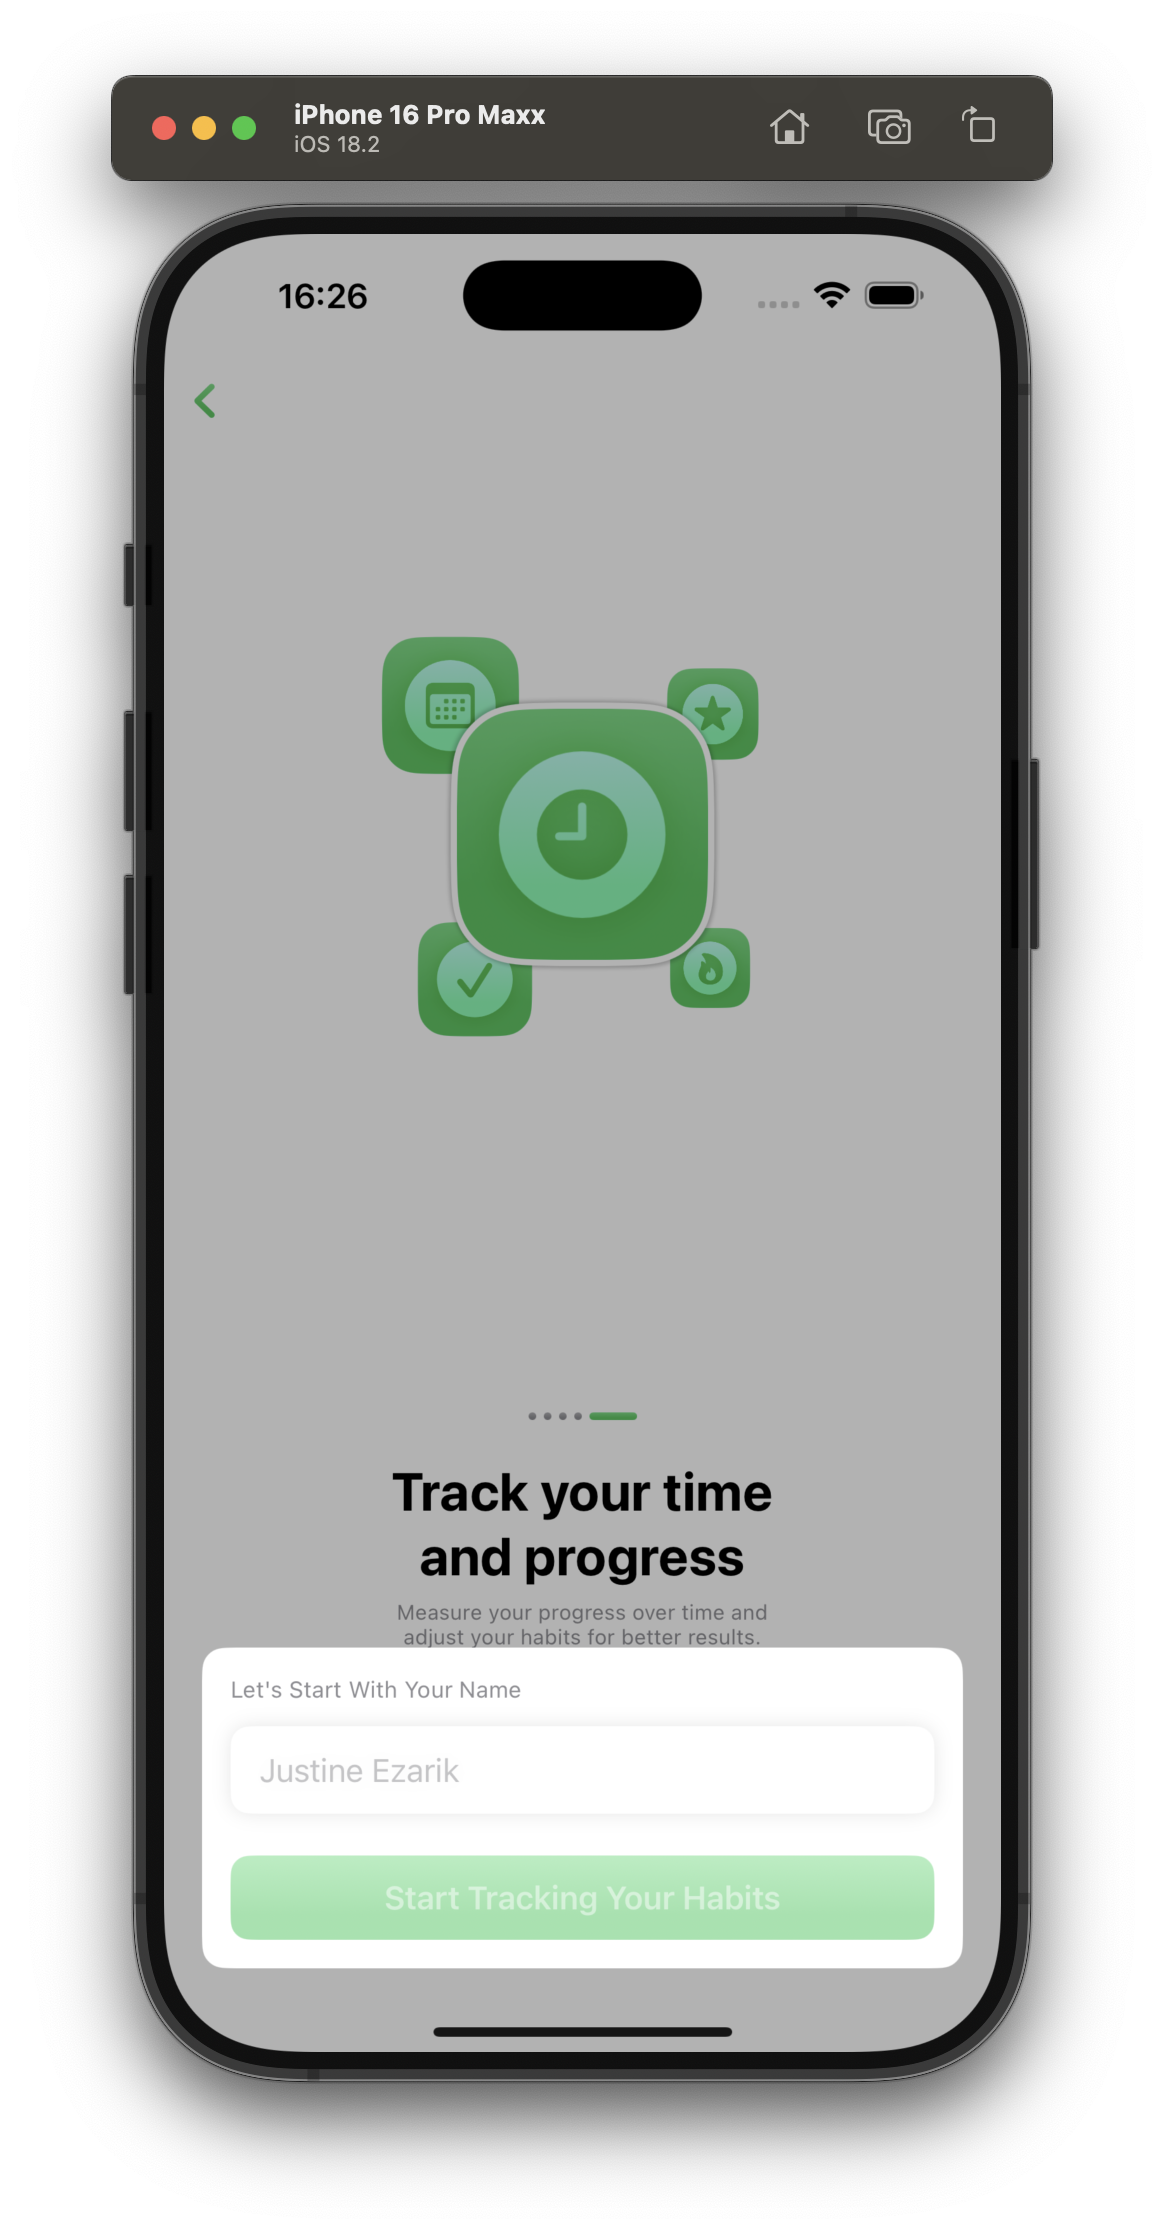 iPhone 16 Pro Maxx
iOS 18.2
16:26
Track your time
and progress
Measure your progress over time and
adjust your habits for better results.
Let's Start With Your Name
Justine Ezarik
Start Tracking Your Habits